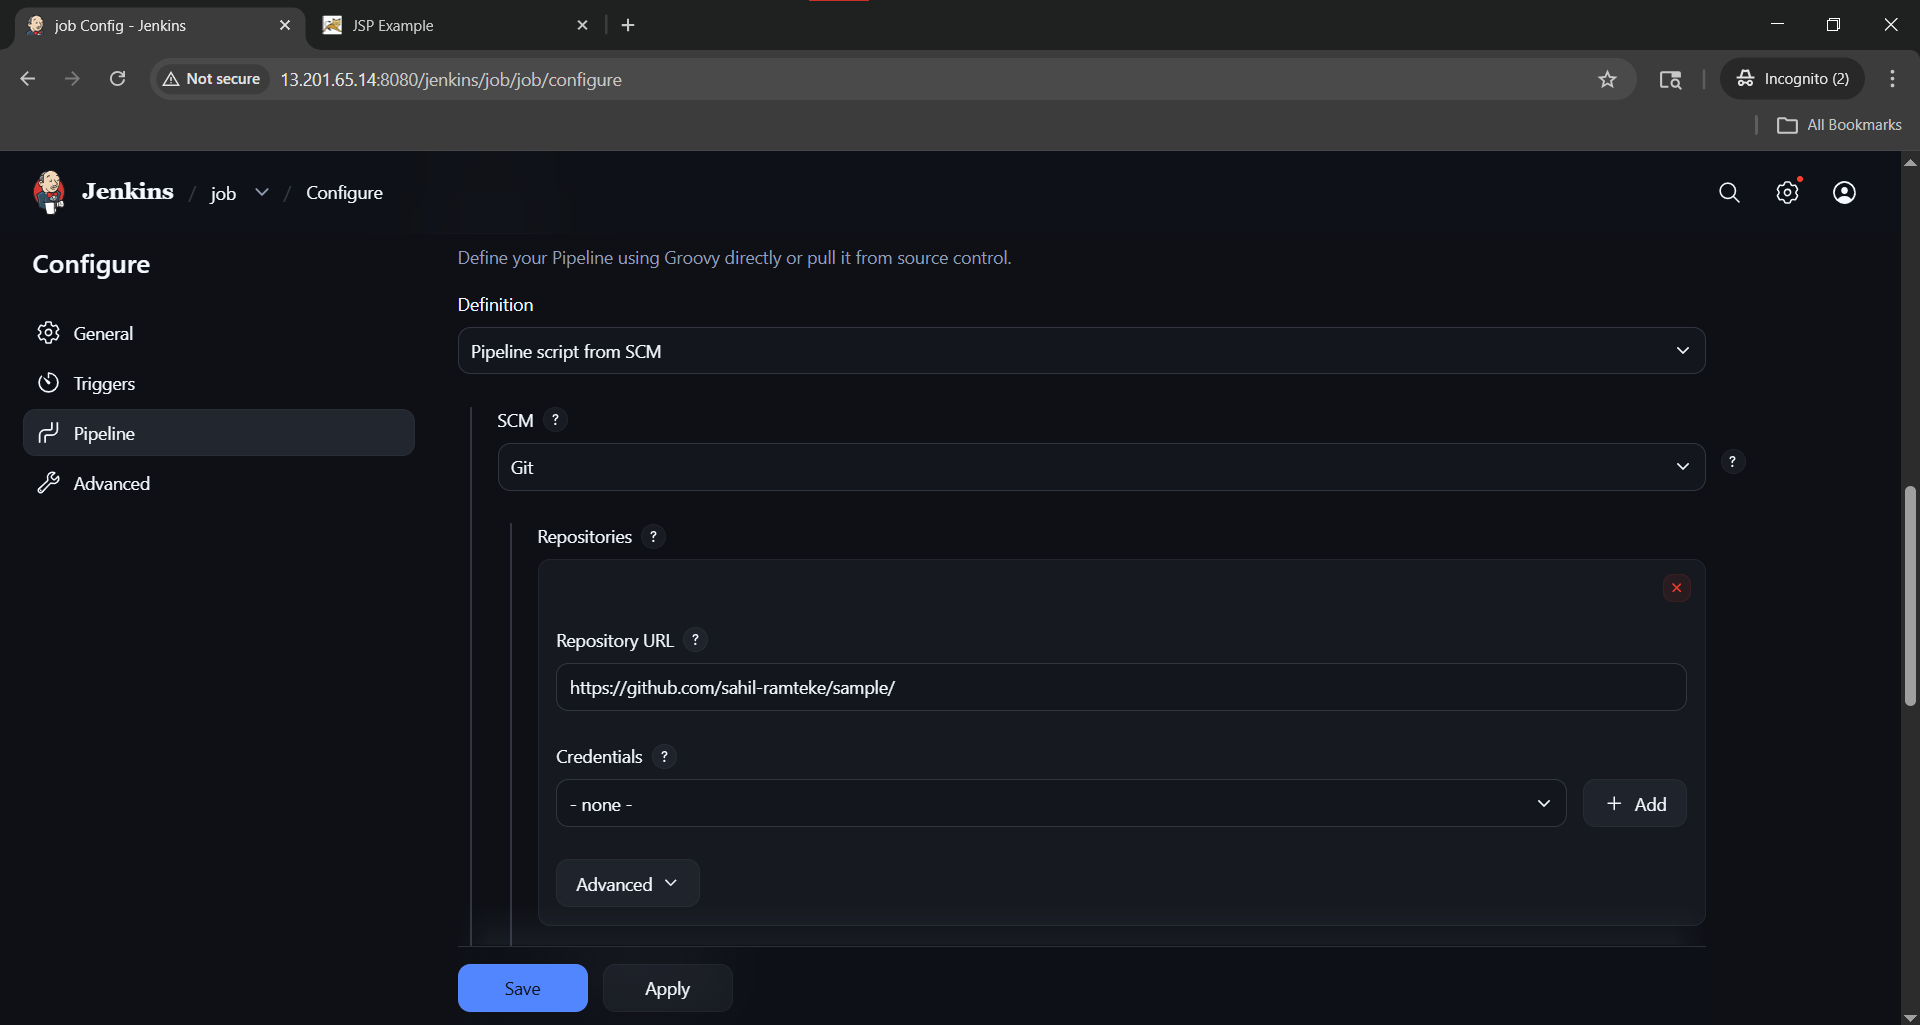 job Config - Jenkins
JSP Example
Not secure
13.201.65.14:8080/jenkins/job/job/configure
Incognito (2)
All Bookmarks
Jenkins / job / Configure
Configure
General
Triggers
Pipeline
Advanced
Define your Pipeline using Groovy directly or pull it from source control.
Definition
Pipeline script from SCM
SCM ?
Git
?
Repositories ?
Repository URL ?
https://github.com/sahil-ramteke/sample/
Credentials ?
- none -
+ Add
Advanced
Save
Apply